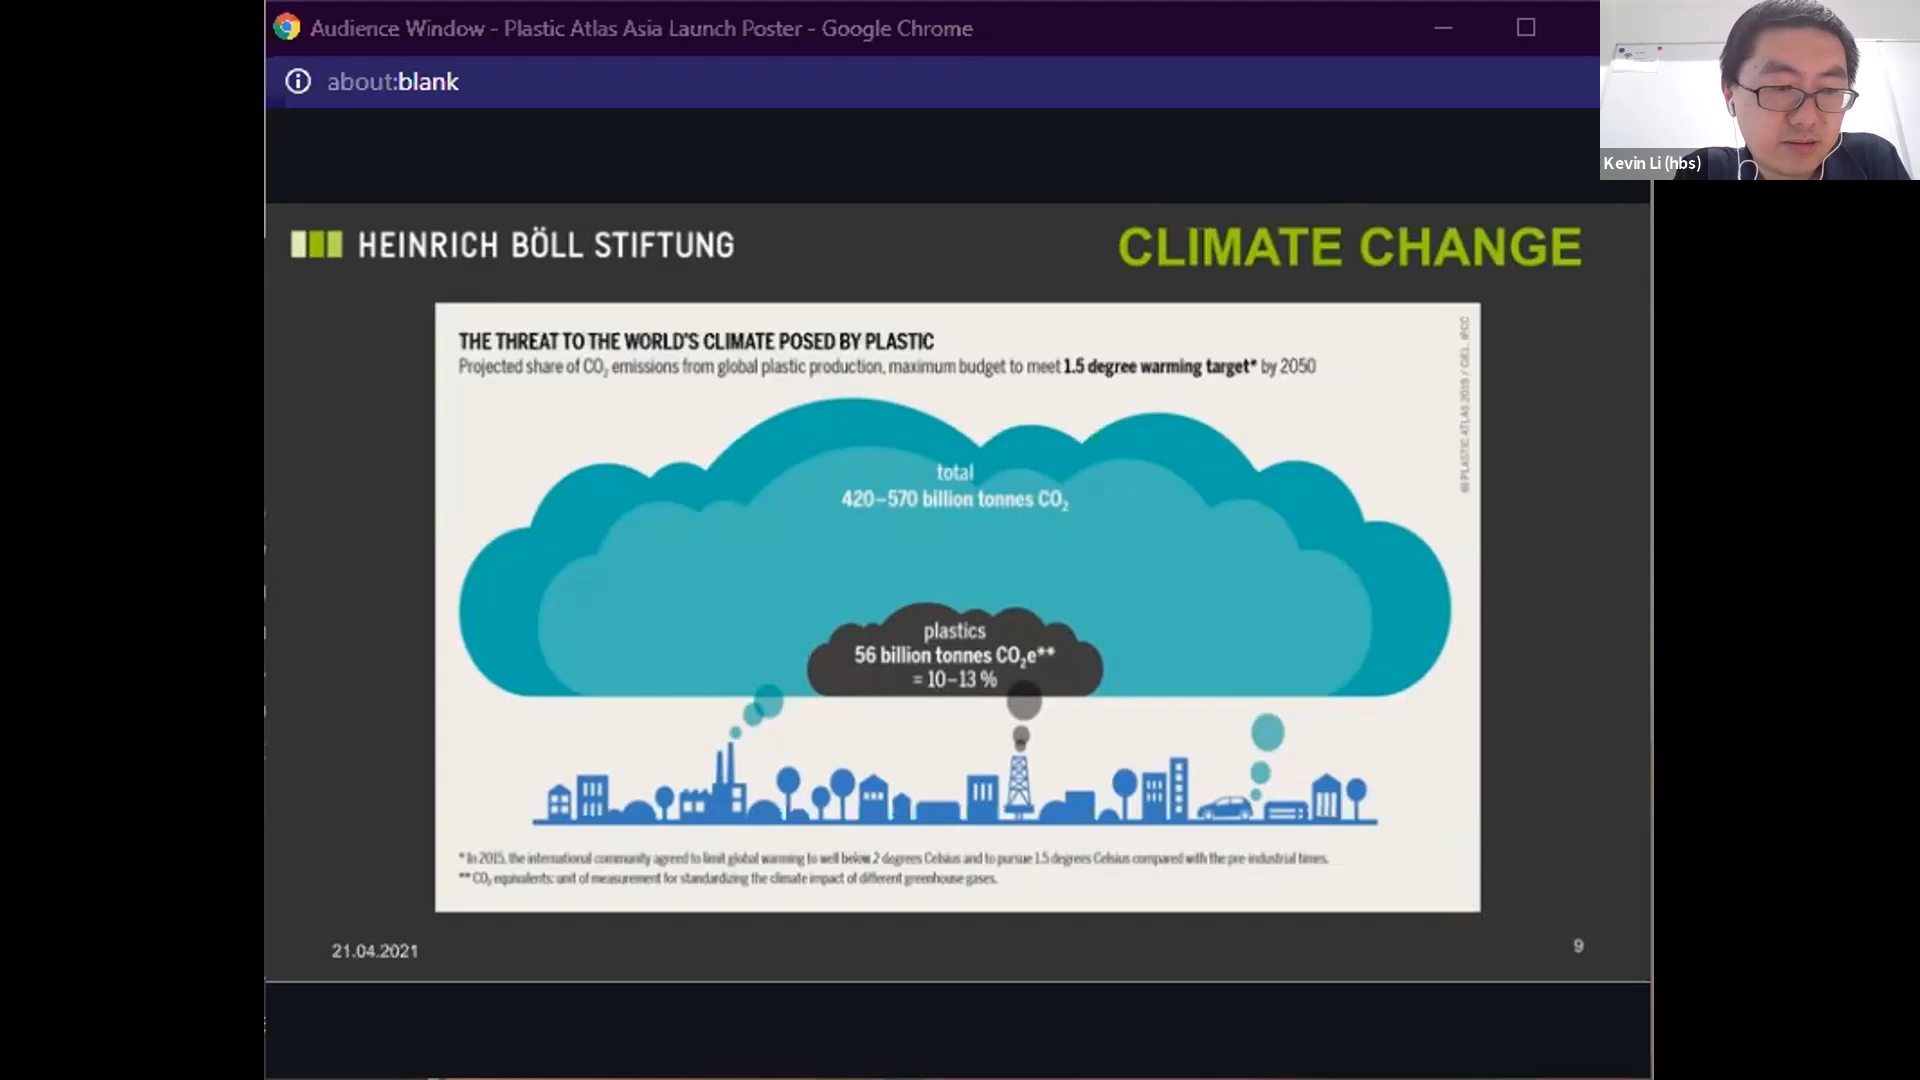 Audience Window - Plastic Atlas Asia Launch Poster - Google Chrome
about:blank
Kevin Li (hbs)
HEINRICH BÖLL STIFTUNG
CLIMATE CHANGE
THE THREAT TO THE WORLD'S CLIMATE POSED BY PLASTIC
Projected share of CO₂ emissions from global plastic production, maximum budget to meet 1.5 degree warming target* by 2050
PLASTIC ATLAS 2019 / CIEL, IPCC
total
420–570 billion tonnes CO₂
plastics
56 billion tonnes CO₂e**
= 10–13 %
* In 2015, the international community agreed to limit global warming to well below 2 degrees Celsius and to pursue 1.5 degrees Celsius compared with the pre-industrial times.
** CO₂ equivalents: unit of measurement for standardizing the climate impact of different greenhouse gases.
21.04.2021
9